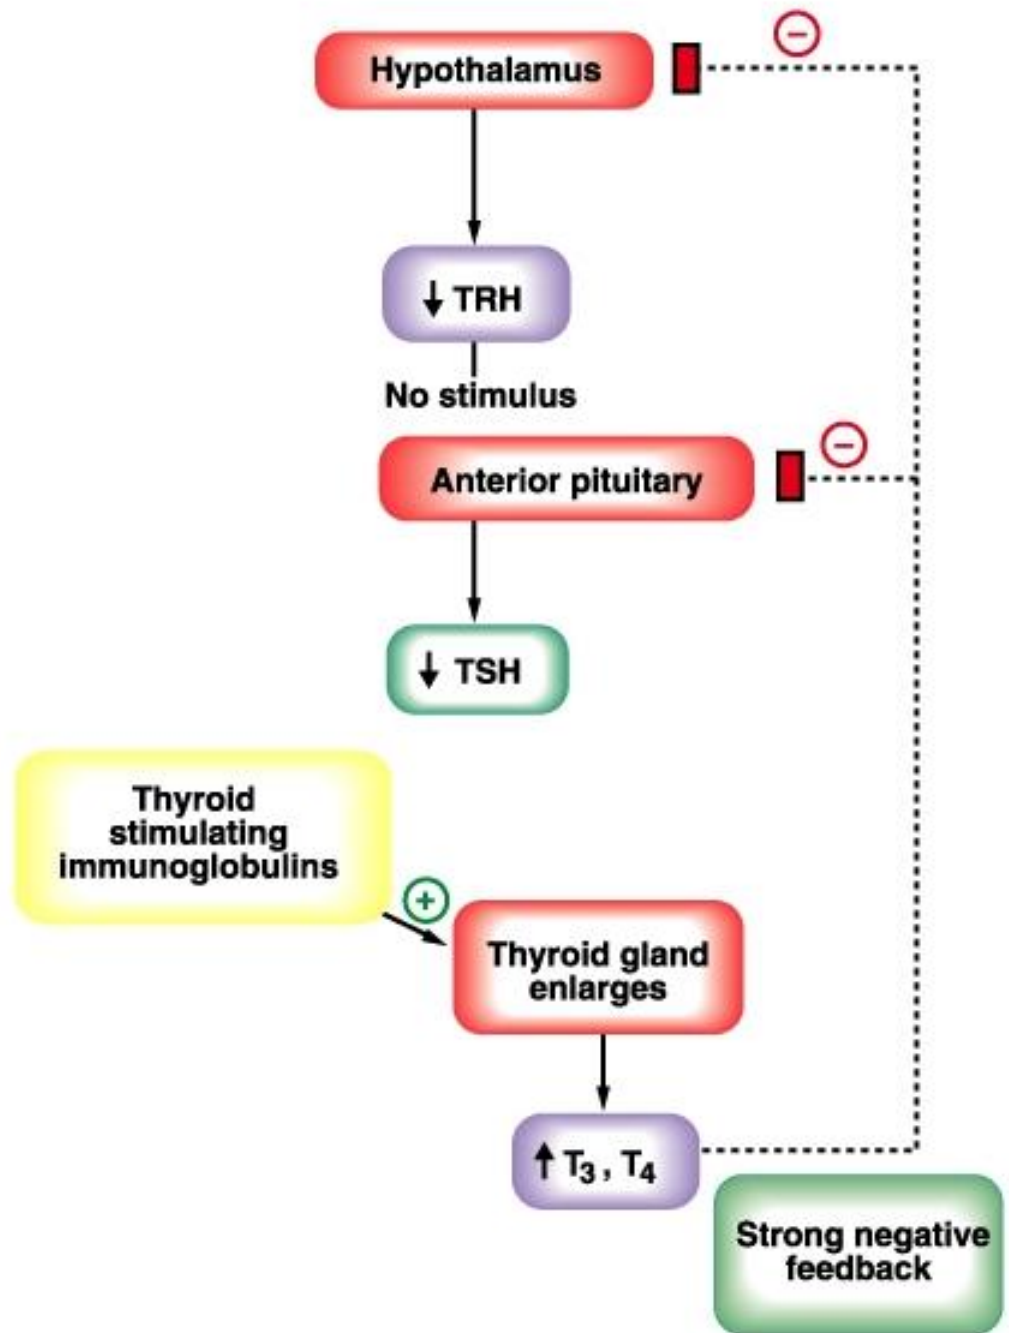 Hypothalamus
−
↓ TRH
No stimulus
−
Anterior pituitary
↓ TSH
Thyroid
stimulating
immunoglobulins
+
Thyroid gland
enlarges
↑ T₃ , T₄
Strong negative
feedback